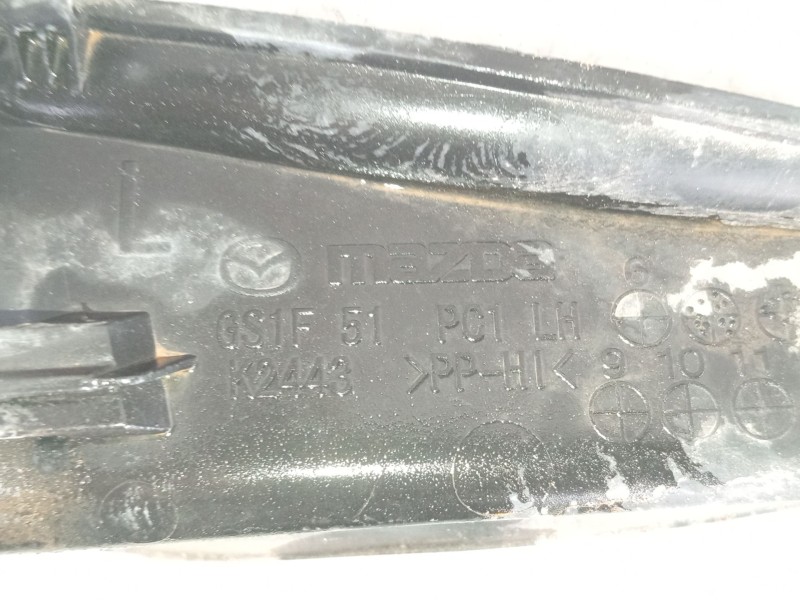 L
mazda
6
GS1F 51 PC1 LH
K2443 >PP-HI< 9 10 11